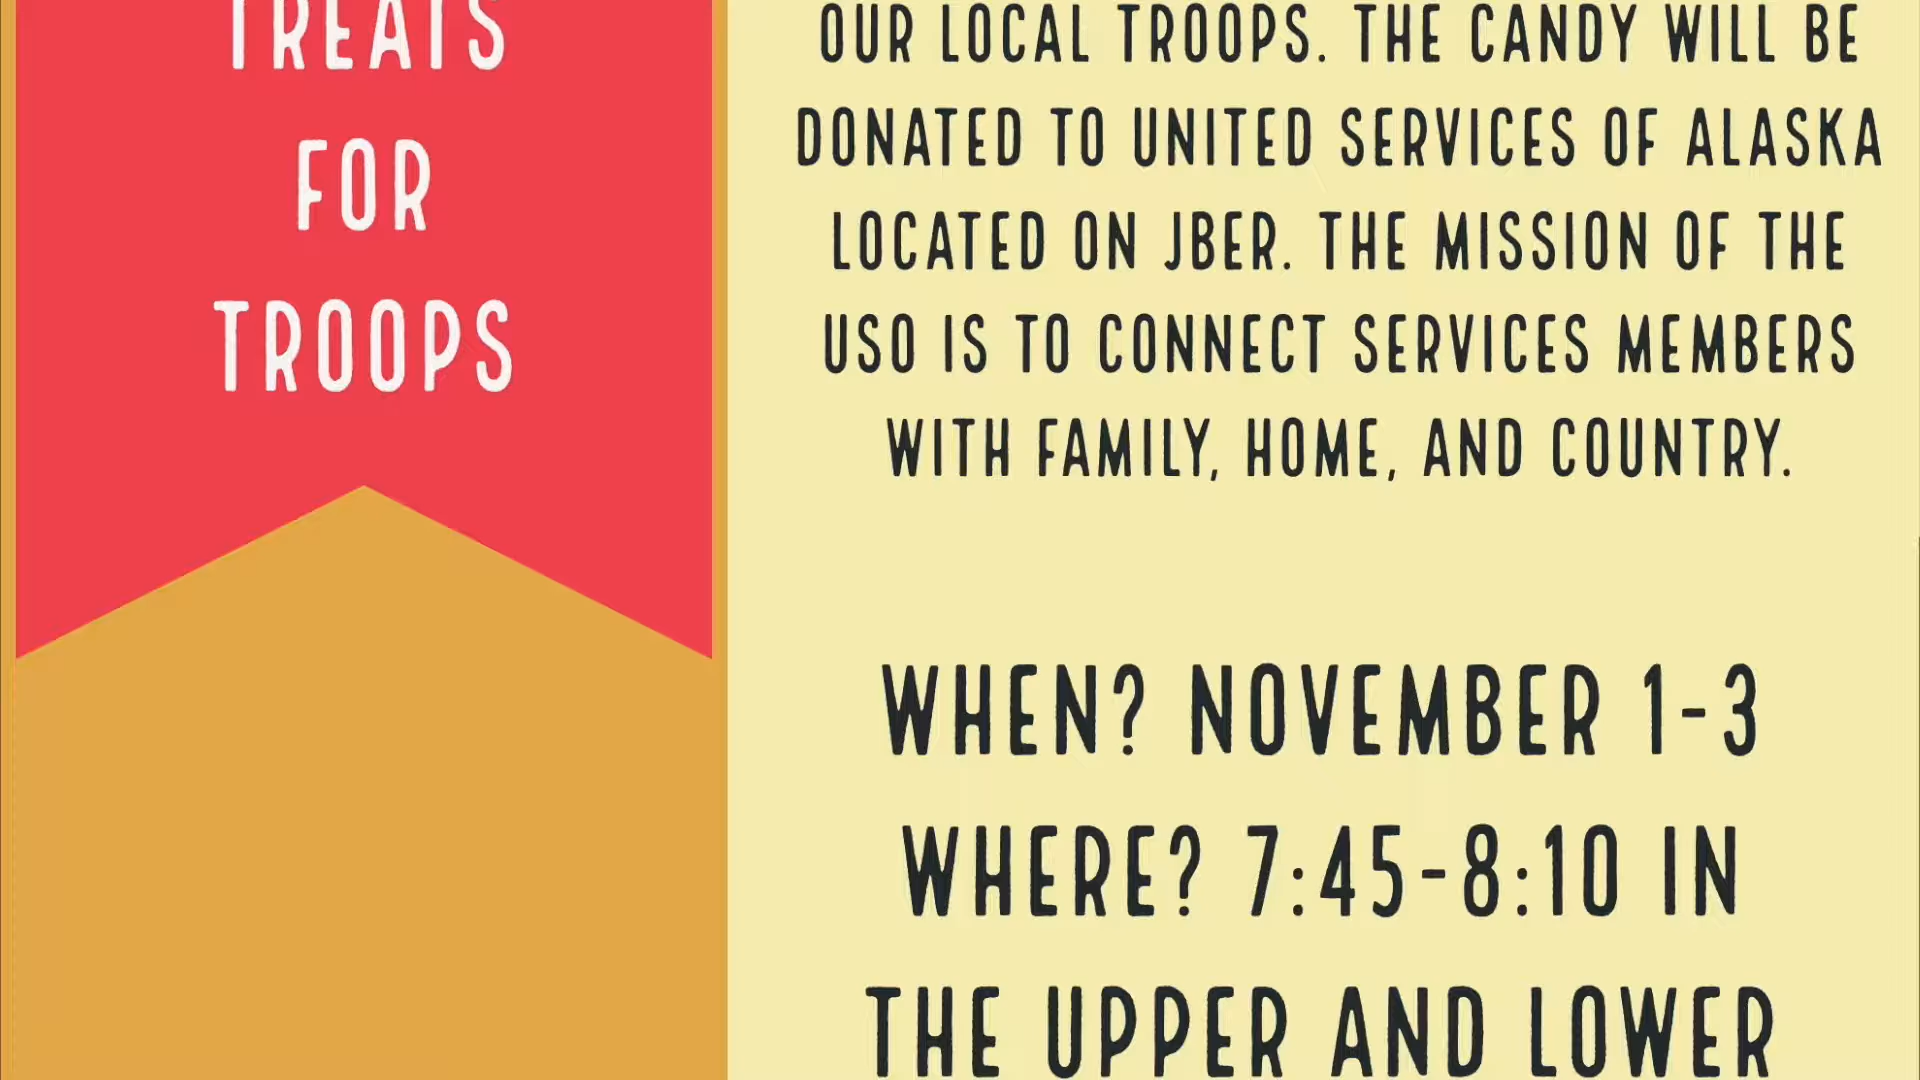 TREATS
FOR
TROOPS
OUR LOCAL TROOPS. THE CANDY WILL BE
DONATED TO UNITED SERVICES OF ALASKA
LOCATED ON JBER. THE MISSION OF THE
USO IS TO CONNECT SERVICES MEMBERS
WITH FAMILY, HOME, AND COUNTRY.
WHEN? NOVEMBER 1-3
WHERE? 7:45-8:10 IN
THE UPPER AND LOWER